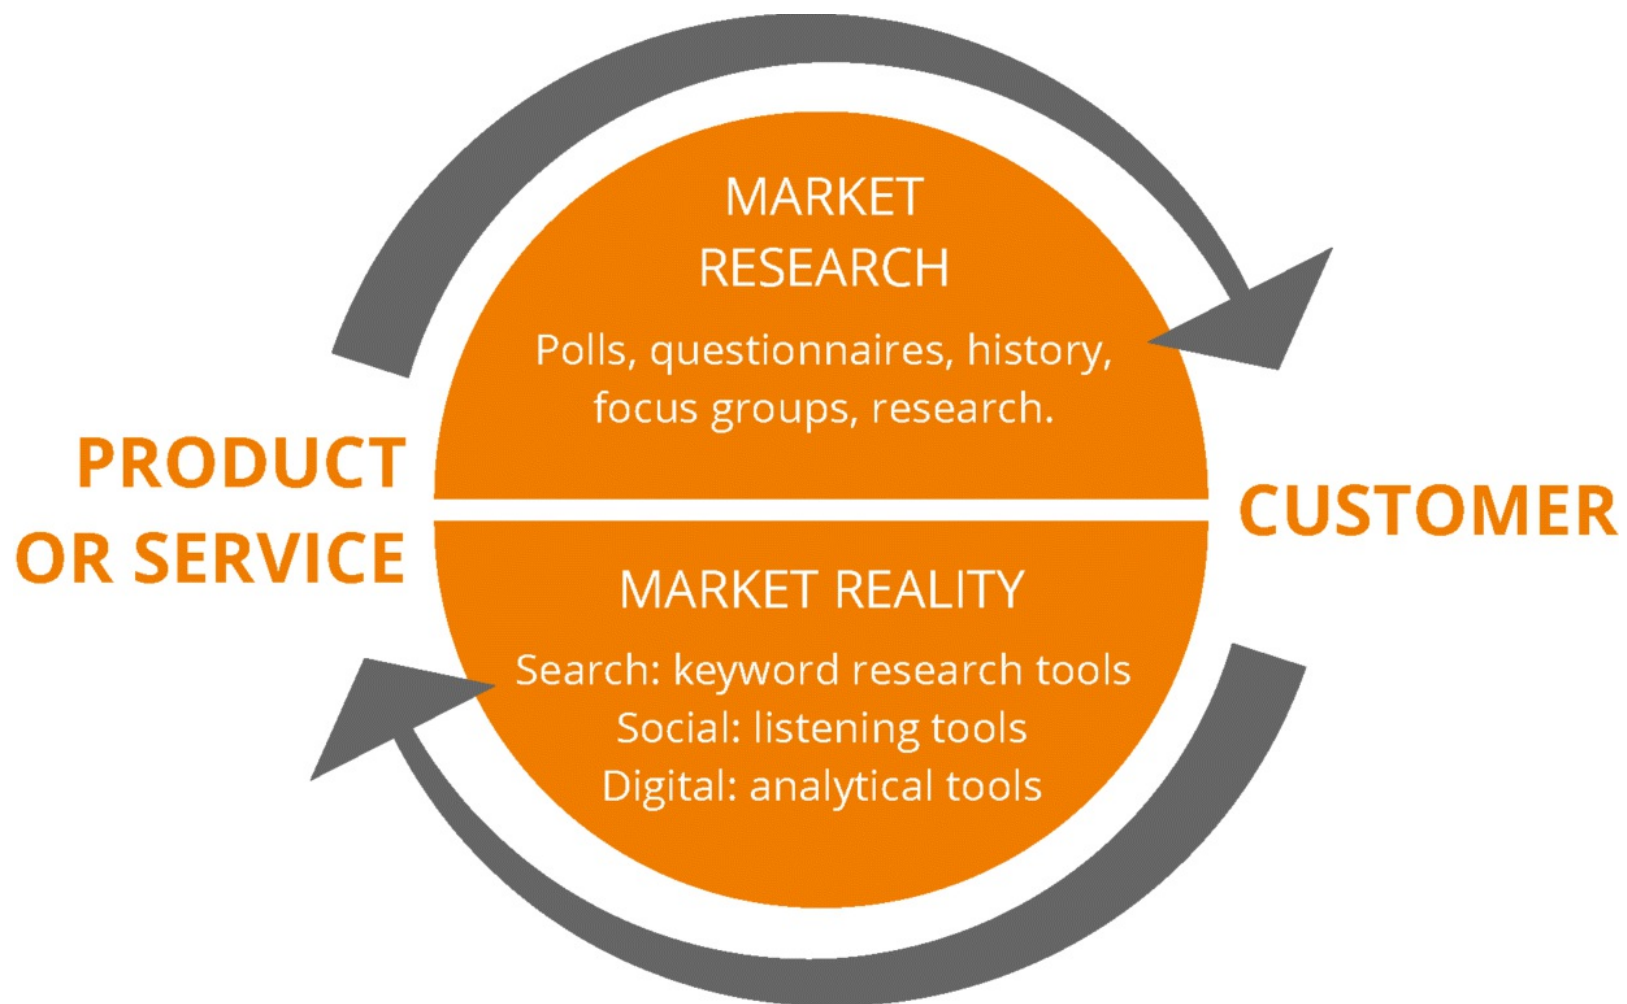 MARKET
RESEARCH
Polls, questionnaires, history,
focus groups, research.
PRODUCT
OR SERVICE
CUSTOMER
MARKET REALITY
Search: keyword research tools
Social: listening tools
Digital: analytical tools